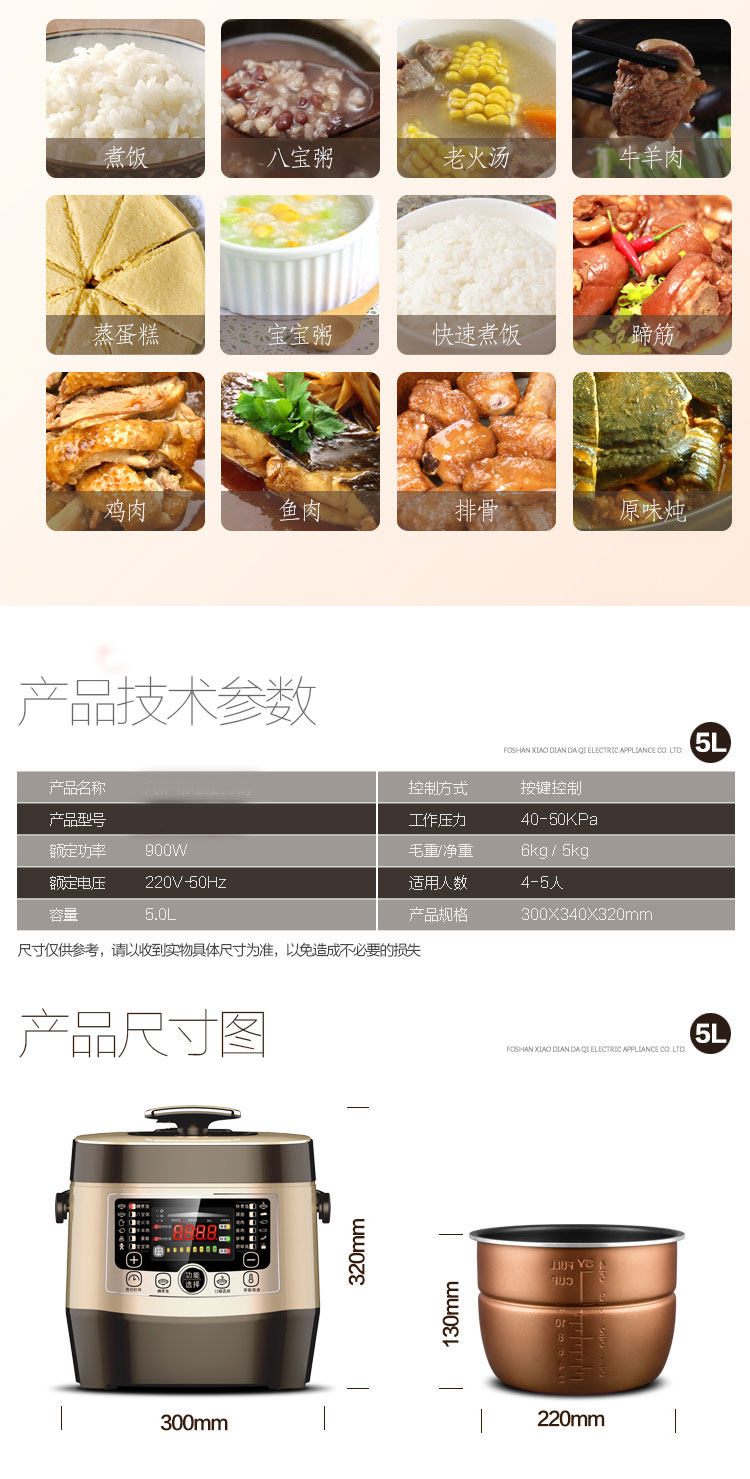 煮饭
八宝粥
老火汤
牛羊肉
蒸蛋糕
宝宝粥
快速煮饭
蹄筋
鸡肉
鱼肉
排骨
原味炖
产品技术参数
FOSHAN XIAO DIAN DA QI ELECTRIC APPLIANCE CO. LTD.
5L
产品名称 控制方式 按键控制
产品型号 工作压力 40-50KPa
额定功率 900W 毛重/净重 6kg / 5kg
额定电压 220V-50Hz 适用人数 4-5人
容量 5.0L 产品规格 300X340X320mm
尺寸仅供参考，请以收到实物具体尺寸为准，以免造成不必要的损失
产品尺寸图
FOSHAN XIAO DIAN DA QI ELECTRIC APPLIANCE CO. LTD.
5L
功能
选择
320mm
300mm
CUP
10
8
6
130mm
220mm